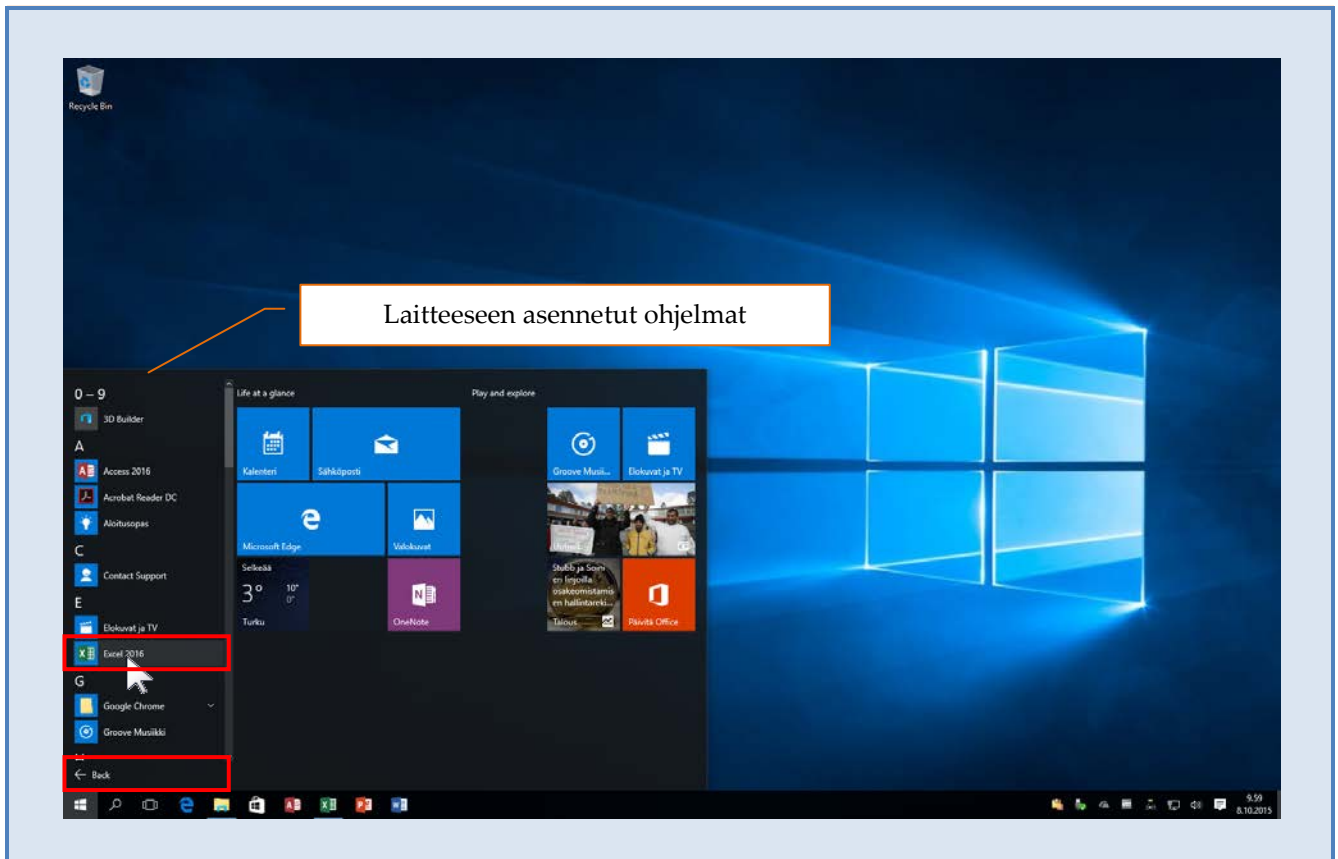 Recycle Bin
Laitteeseen asennetut ohjelmat
0 – 9
3D Builder
A
Access 2016
Acrobat Reader DC
Aloitusopas
C
Contact Support
E
Elokuvat ja TV
Excel 2016
G
Google Chrome
Groove Musiikki
Back
Life at a glance
Kalenteri
Sähköposti
Microsoft Edge
Valokuvat
Selkeää
3° 10°
0°
Turku
OneNote
Play and explore
Groove Musii...
Elokuvat ja TV
Stubb ja Soini
en linjoilla
osakeomistamis
en hallintareki...
Talous
Päivitä Office
9.59
8.10.2015